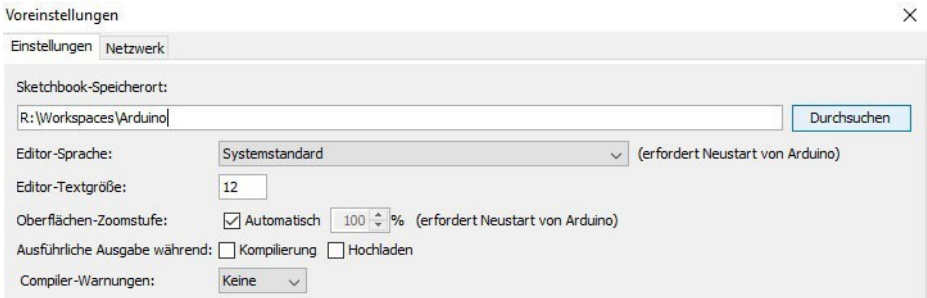 Voreinstellungen
Einstellungen Netzwerk
Sketchbook-Speicherort:
R:\Workspaces\Arduino Durchsuchen
Editor-Sprache: Systemstandard (erfordert Neustart von Arduino)
Editor-Textgröße: 12
Oberflächen-Zoomstufe: Automatisch 100 % (erfordert Neustart von Arduino)
Ausführliche Ausgabe während: Kompilierung Hochladen
Compiler-Warnungen: Keine